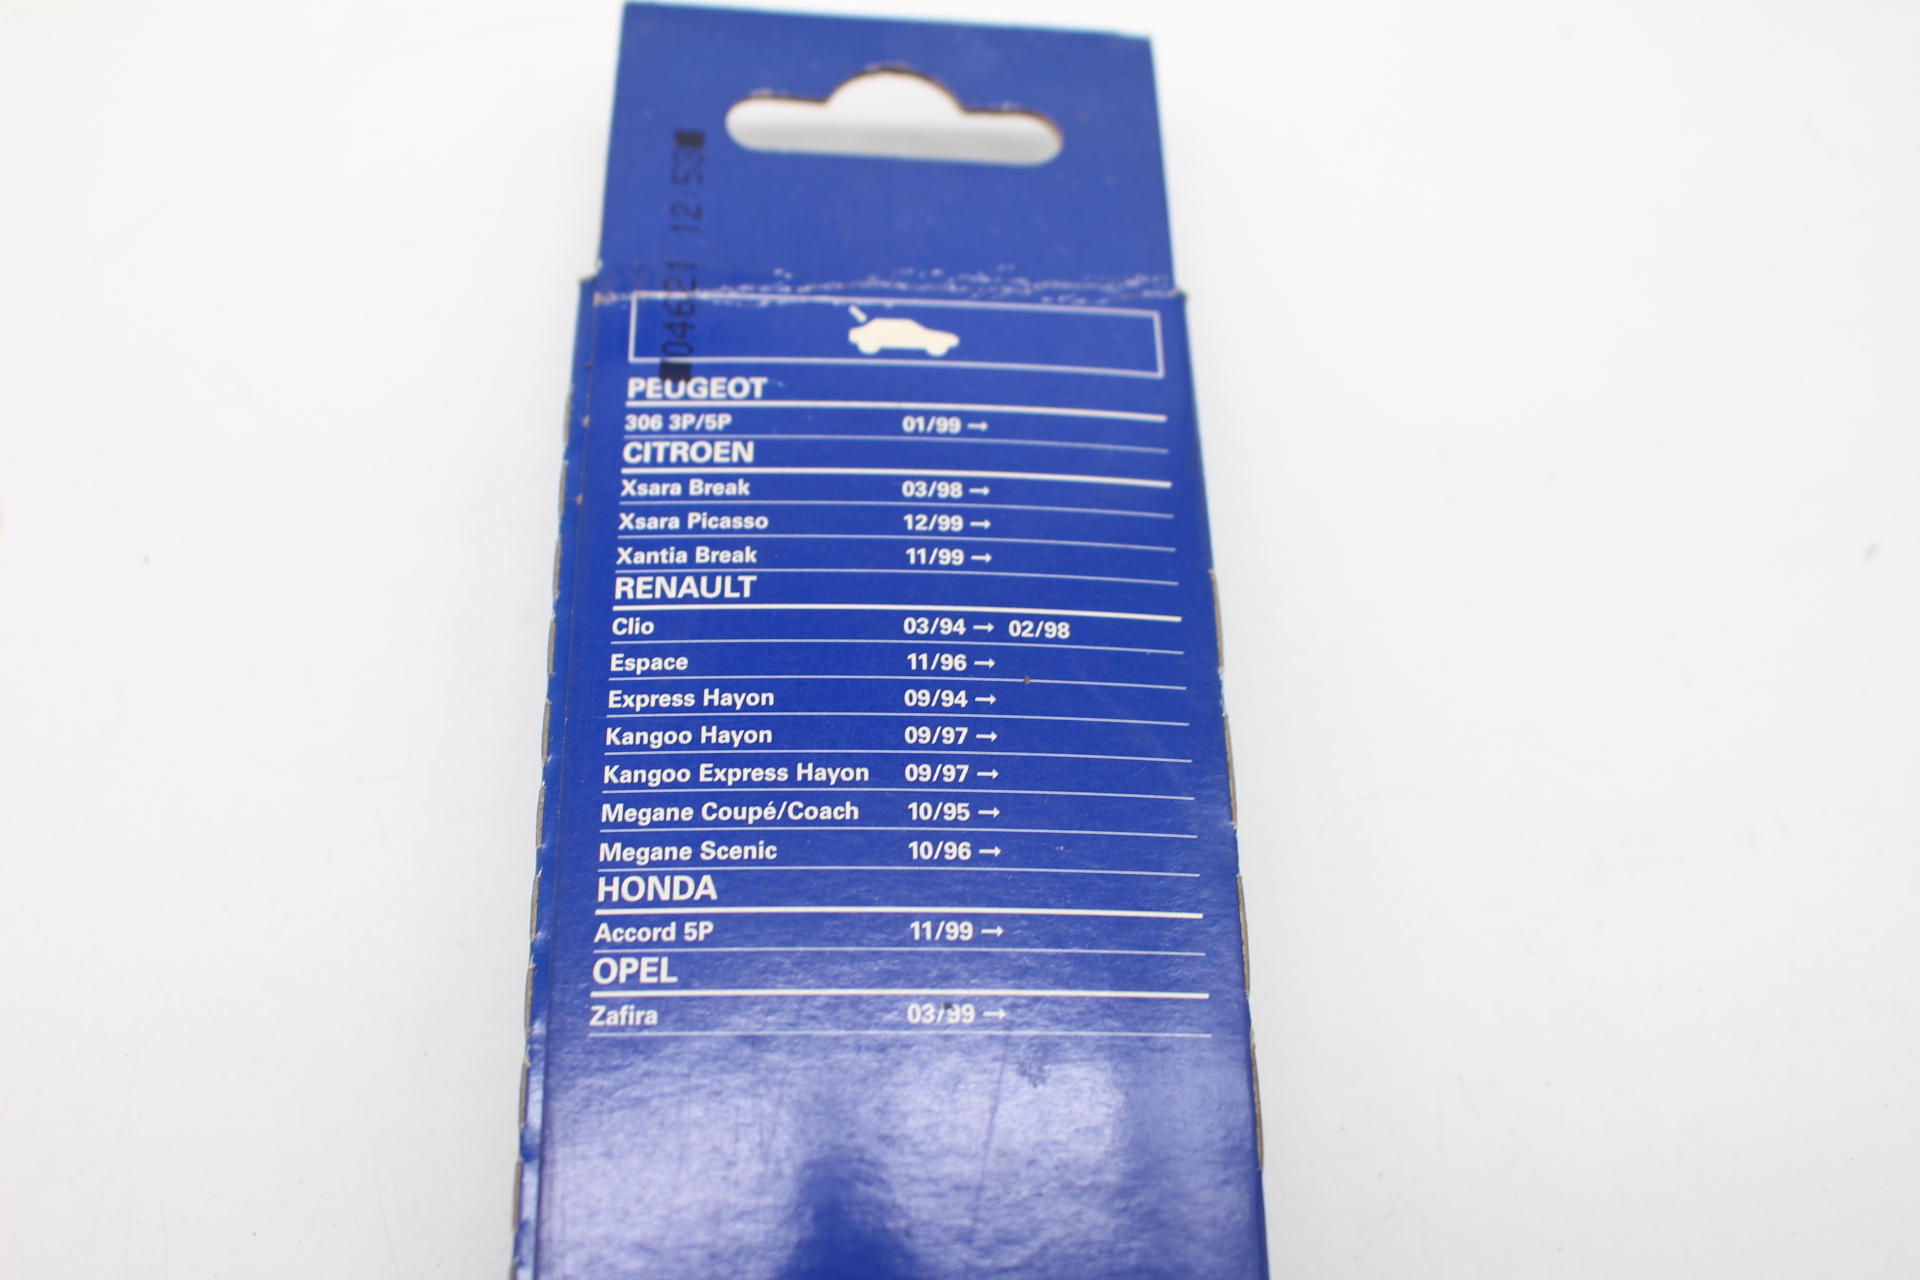 04621 12:53
PEUGEOT
306 3P/5P 01/99 →
CITROEN
Xsara Break 03/98 →
Xsara Picasso 12/99 →
Xantia Break 11/99 →
RENAULT
Clio 03/94 → 02/98
Espace 11/96 →
Express Hayon 09/94 →
Kangoo Hayon 09/97 →
Kangoo Express Hayon 09/97 →
Megane Coupé/Coach 10/95 →
Megane Scenic 10/96 →
HONDA
Accord 5P 11/99 →
OPEL
Zafira 03/99 →